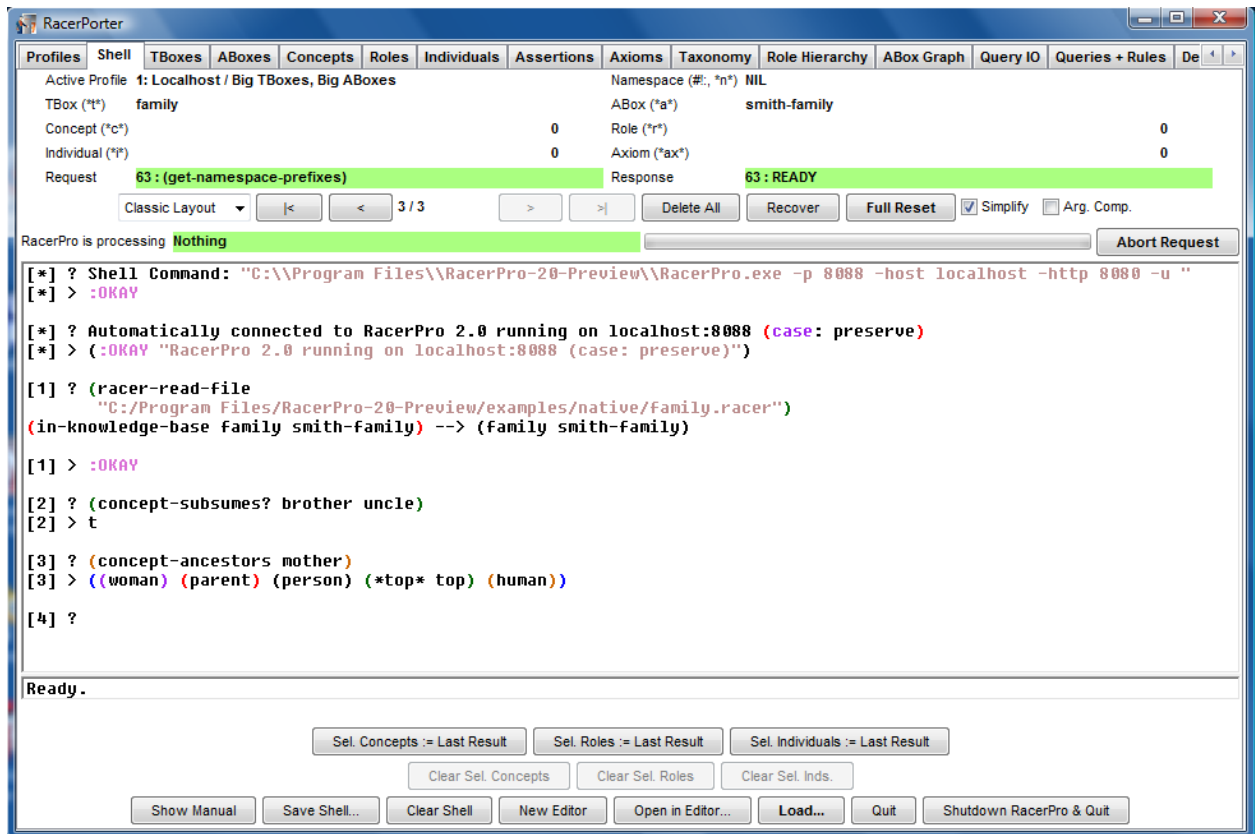 RacerPorter
Profiles Shell TBoxes ABoxes Concepts Roles Individuals Assertions Axioms Taxonomy Role Hierarchy ABox Graph Query IO Queries + Rules De
Active Profile 1: Localhost / Big TBoxes, Big ABoxes Namespace (#!:, *n*) NIL
TBox (*t*) family ABox (*a*) smith-family
Concept (*c*) 0 Role (*r*) 0
Individual (*i*) 0 Axiom (*ax*) 0
Request 63 : (get-namespace-prefixes) Response 63 : READY
Classic Layout |< < 3 / 3 > >| Delete All Recover Full Reset Simplify Arg. Comp.
RacerPro is processing Nothing Abort Request
[*] ? Shell Command: "C:\\Program Files\\RacerPro-20-Preview\\RacerPro.exe -p 8088 -host localhost -http 8080 -u "
[*] > :OKAY
[*] ? Automatically connected to RacerPro 2.0 running on localhost:8088 (case: preserve)
[*] > (:OKAY "RacerPro 2.0 running on localhost:8088 (case: preserve)")
[1] ? (racer-read-file
"C:/Program Files/RacerPro-20-Preview/examples/native/family.racer")
(in-knowledge-base family smith-family) --> (family smith-family)
[1] > :OKAY
[2] ? (concept-subsumes? brother uncle)
[2] > t
[3] ? (concept-ancestors mother)
[3] > ((woman) (parent) (person) (*top* top) (human))
[4] ?
Ready.
Sel. Concepts := Last Result Sel. Roles := Last Result Sel. Individuals := Last Result
Clear Sel. Concepts Clear Sel. Roles Clear Sel. Inds.
Show Manual Save Shell... Clear Shell New Editor Open in Editor... Load... Quit Shutdown RacerPro & Quit